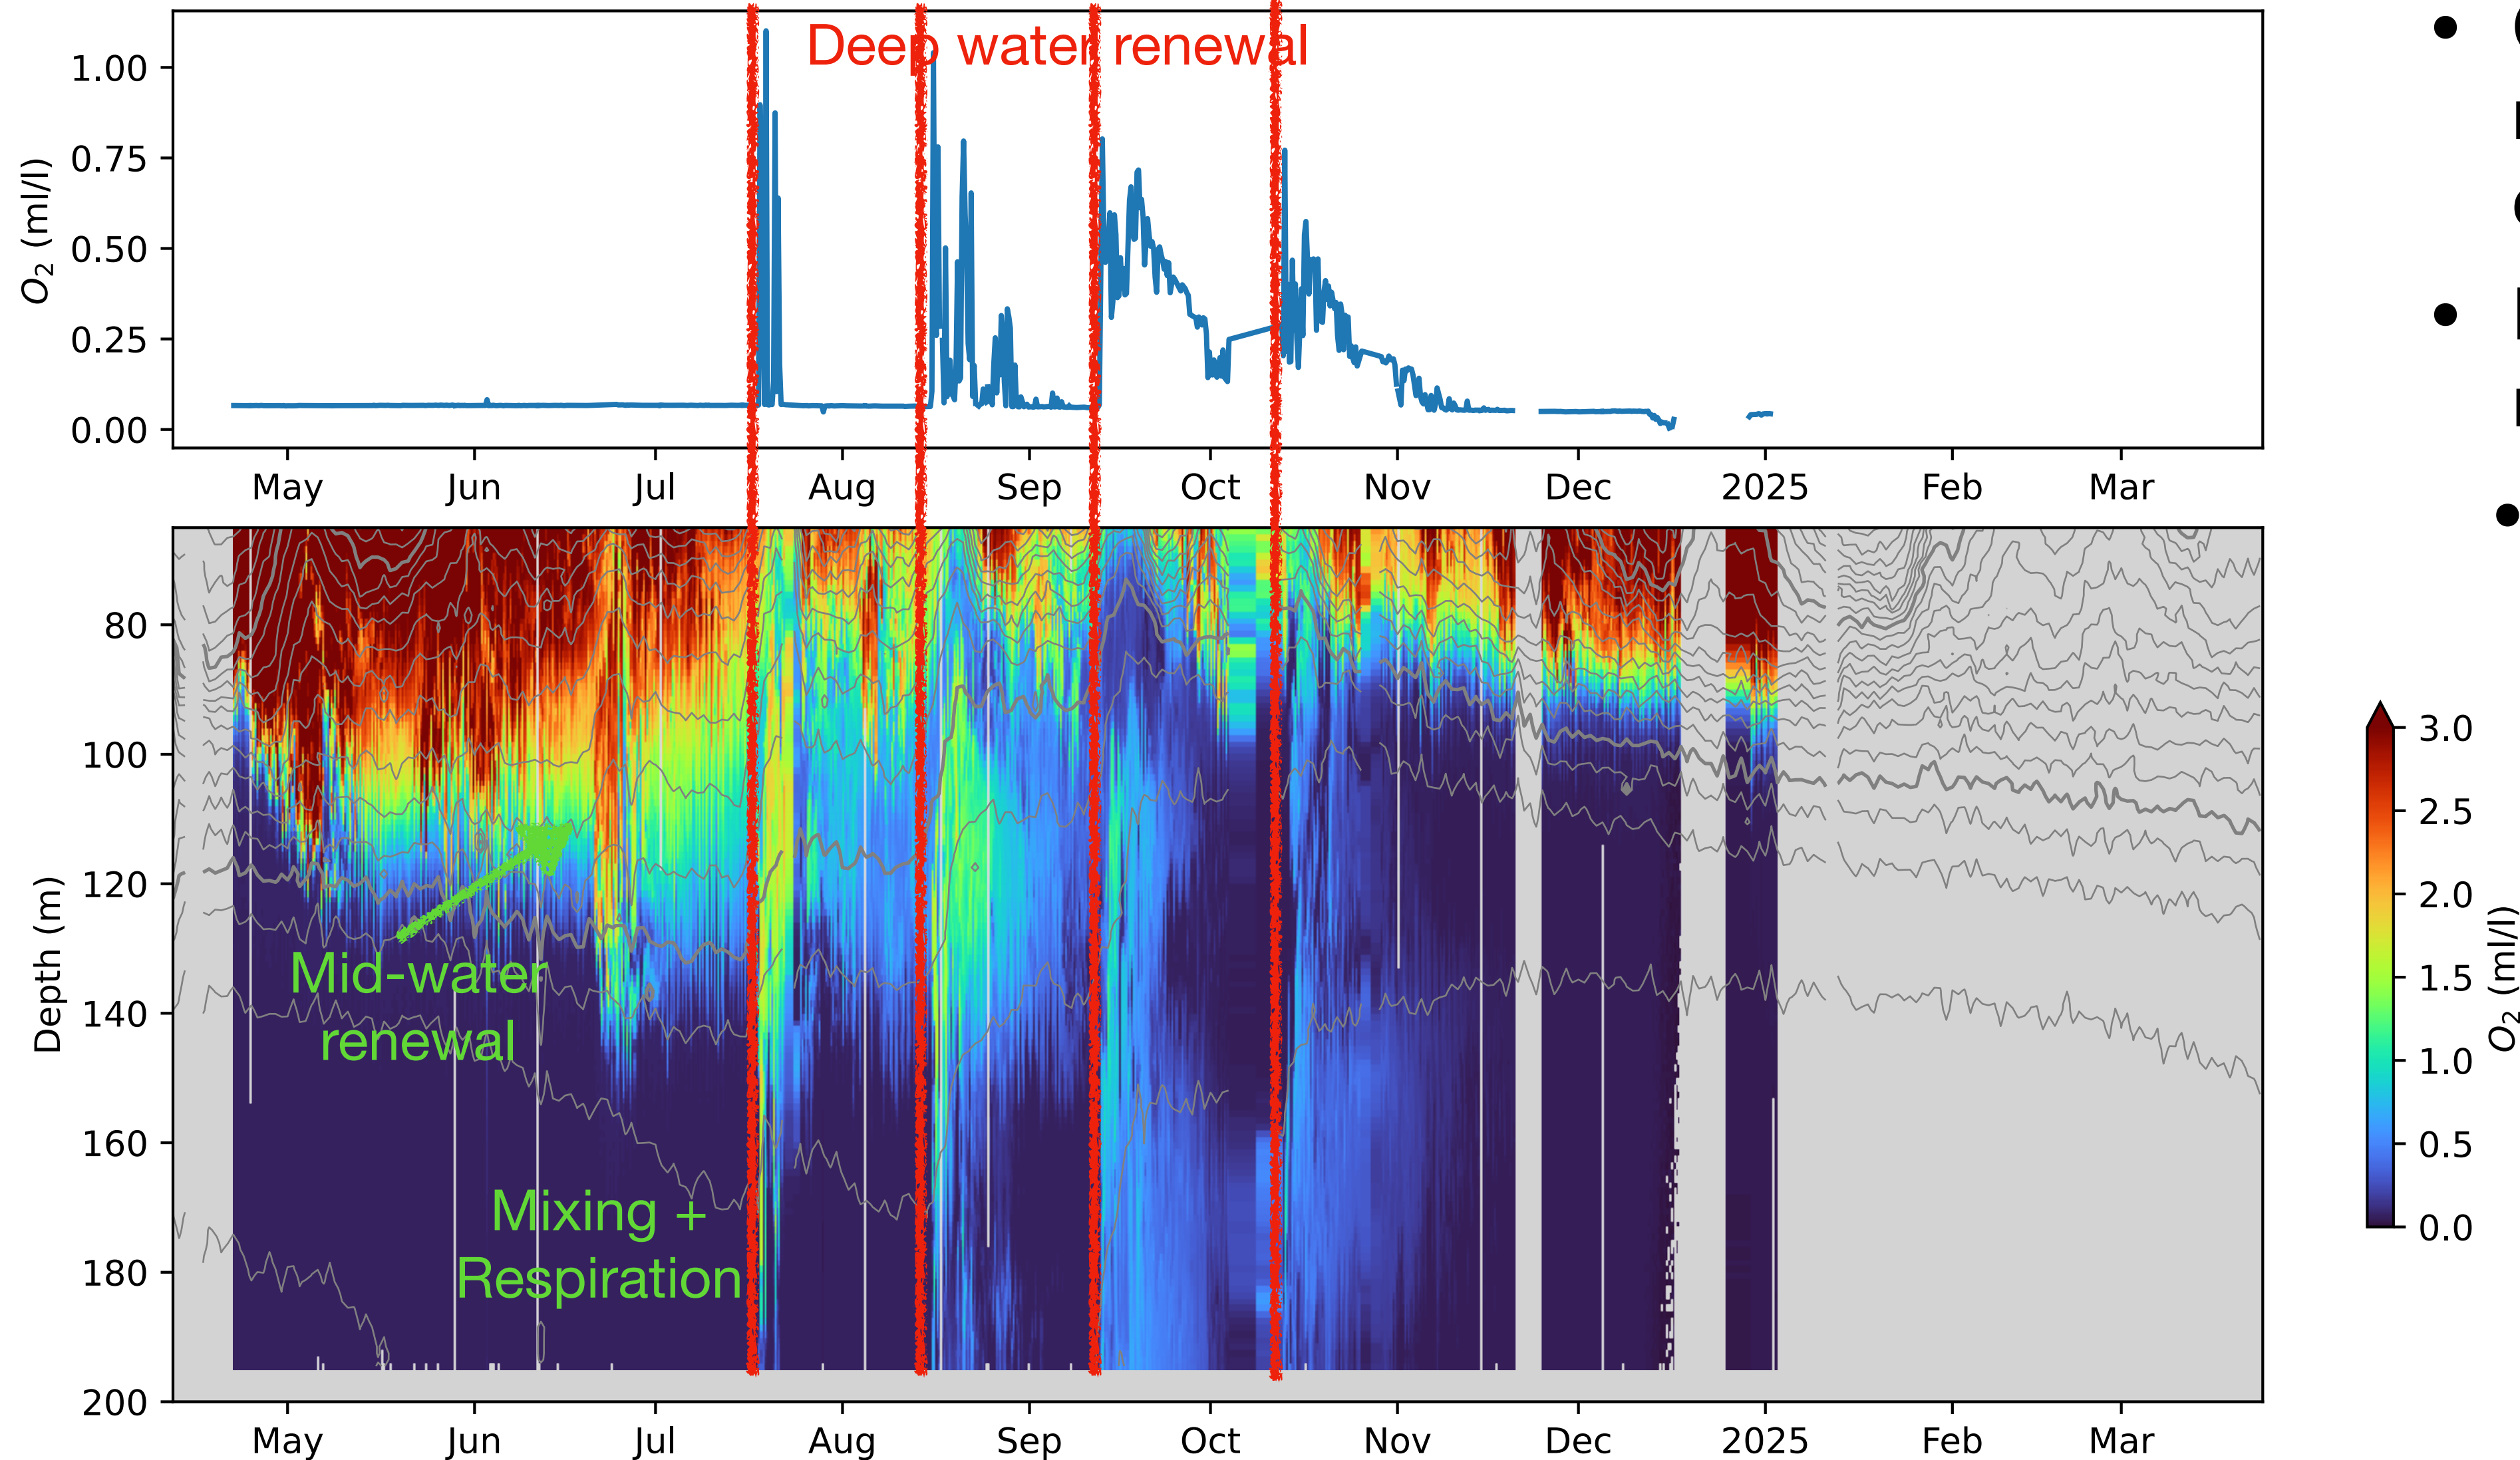 Deep water renewal
1.00
0.75
0.50
0.25
0.00
O₂ (ml/l)
May Jun Jul Aug Sep Oct Nov Dec 2025 Feb Mar
80
100
120
140
160
180
200
Depth (m)
Mid-water
renewal
Mixing +
Respiration
May Jun Jul Aug Sep Oct Nov Dec 2025 Feb Mar
3.0
2.5
2.0
1.5
1.0
0.5
0.0
O₂ (ml/l)